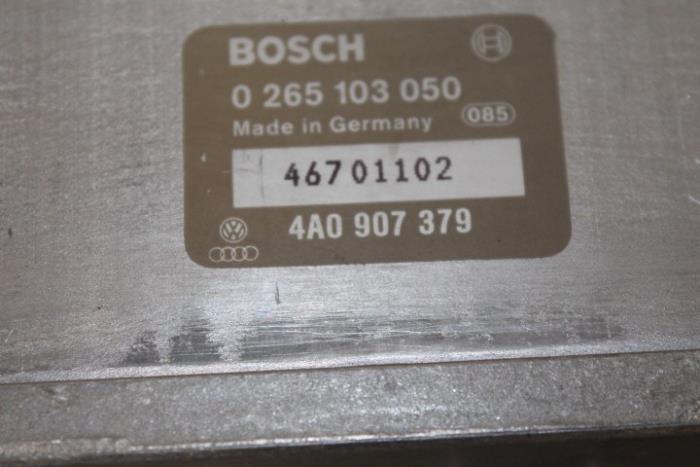 BOSCH
0 265 103 050
Made in Germany 085
46701102
4A0 907 379